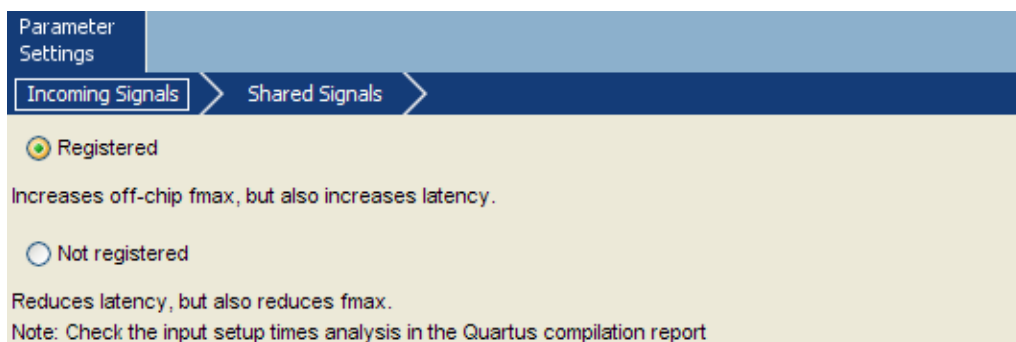 Parameter
Settings
Incoming Signals
Shared Signals
Registered
Increases off-chip fmax, but also increases latency.
Not registered
Reduces latency, but also reduces fmax.
Note: Check the input setup times analysis in the Quartus compilation report